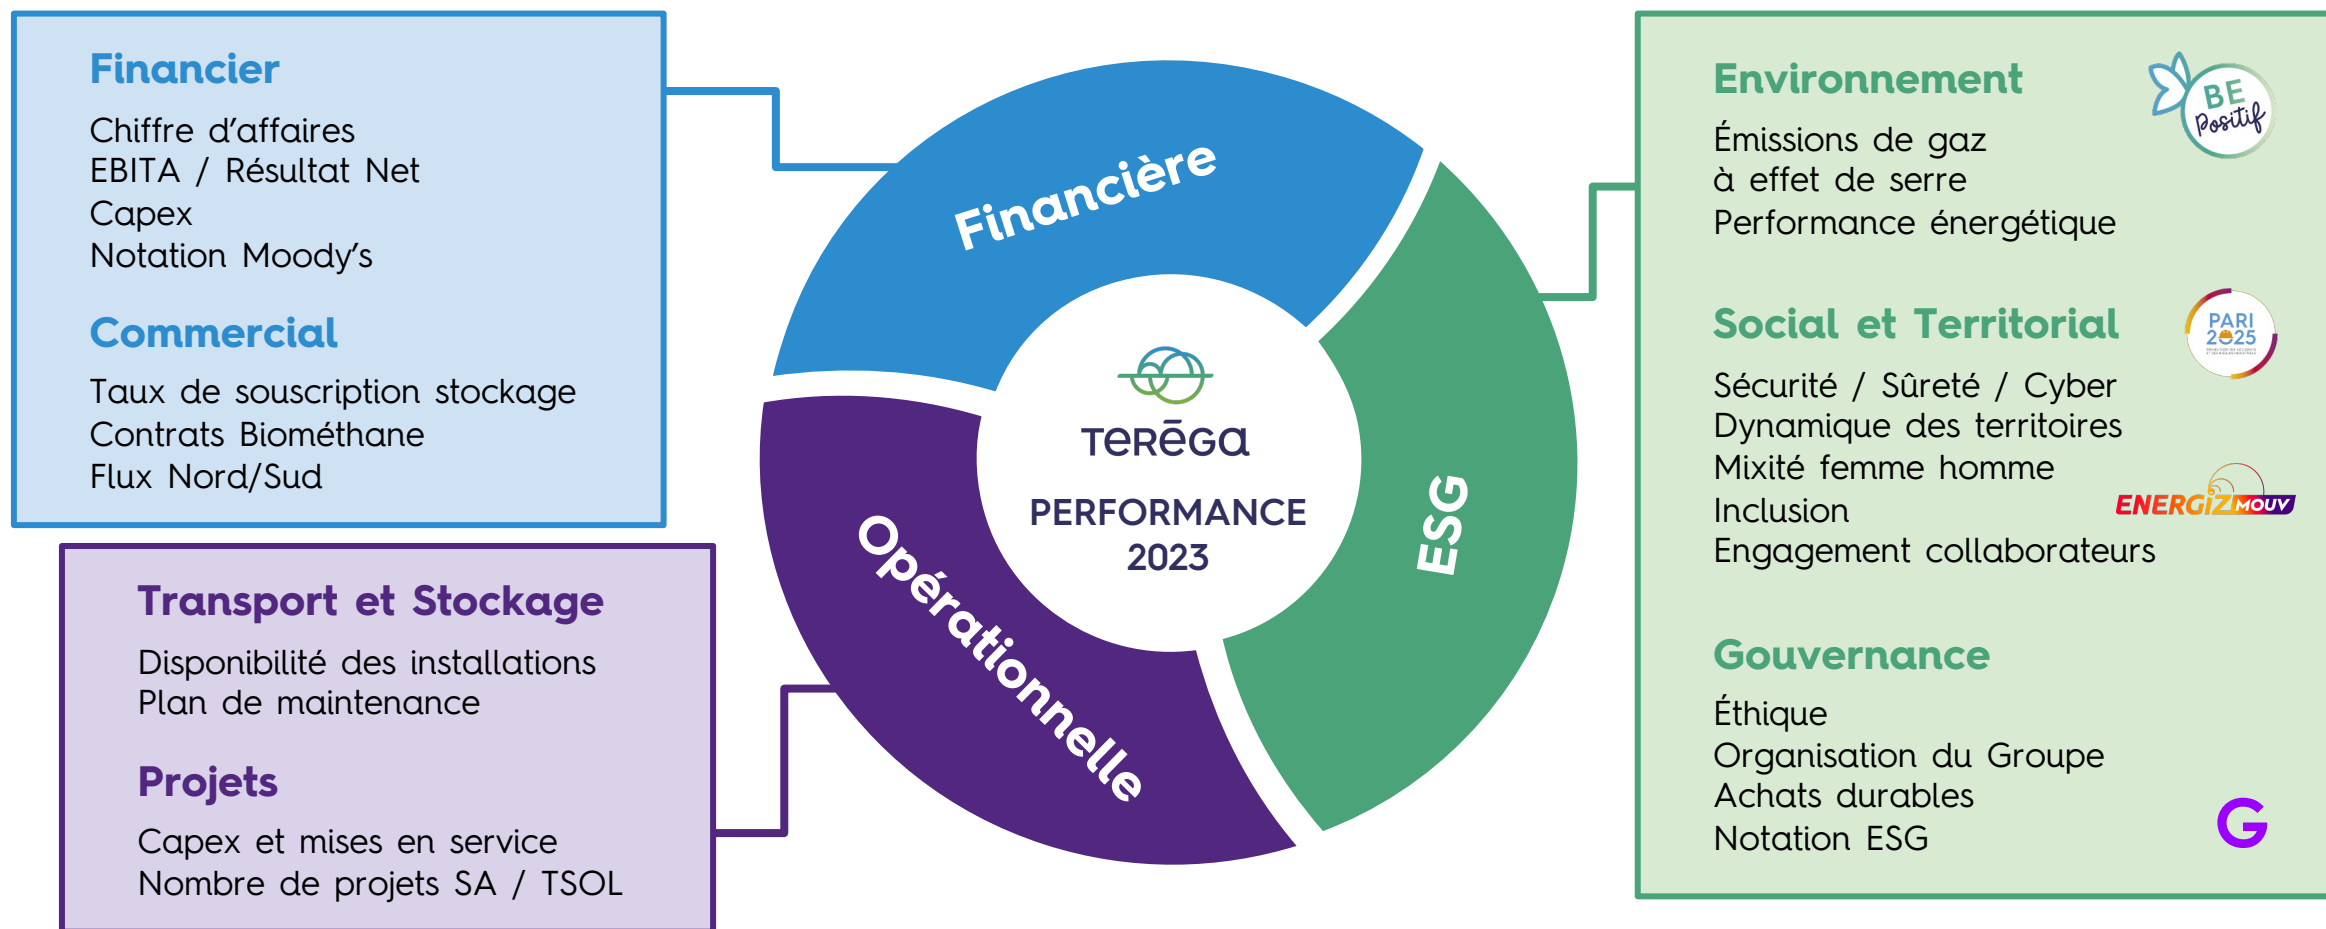 Financier
Chiffre d’affaires
EBITA / Résultat Net
Capex
Notation Moody’s
Commercial
Taux de souscription stockage
Contrats Biométhane
Flux Nord/Sud
Transport et Stockage
Disponibilité des installations
Plan de maintenance
Projets
Capex et mises en service
Nombre de projets SA / TSOL
Financière
ESG
Opérationnelle
TERĒGA
PERFORMANCE
2023
Environnement
BE
Positif
Émissions de gaz
à effet de serre
Performance énergétique
Social et Territorial
PARI
2025
Sécurité / Sûreté / Cyber
Dynamique des territoires
Mixité femme homme
Inclusion
ENERGIZMOUV
Engagement collaborateurs
Gouvernance
Éthique
Organisation du Groupe
Achats durables
Notation ESG
G